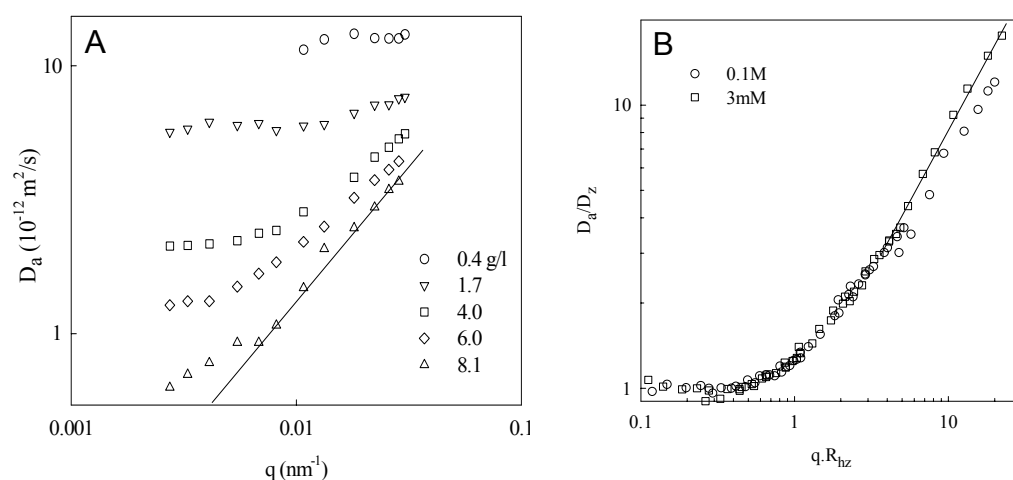 A
10
1
D_a (10^-12 m^2/s)
0.4 g/l
1.7
4.0
6.0
8.1
0.001
0.01
0.1
q (nm^-1)
B
0.1M
3mM
10
1
D_a/D_z
0.1
1
10
q.R_hz